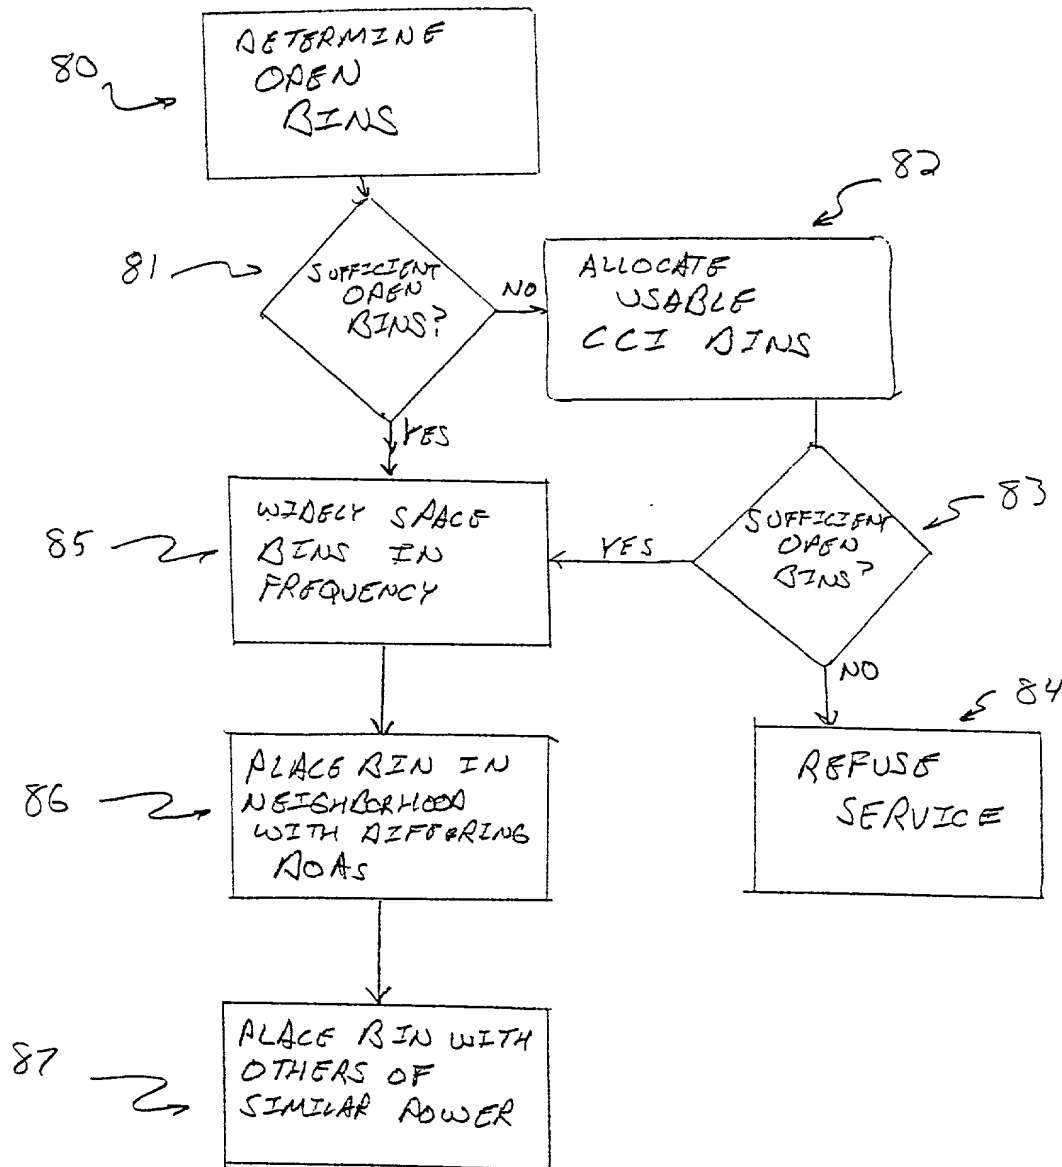 80
DETERMINE
OPEN
BINS
82
81
SUFFICIENT
OPEN
BINS?
NO
ALLOCATE
USABLE
CCI BINS
YES
83
SUFFICIENT
OPEN
BINS?
YES
85
WIDELY SPACE
BINS IN
FREQUENCY
NO
84
REFUSE
SERVICE
86
PLACE BIN IN
NEIGHBORHOOD
WITH DIFFERING
DOAS
87
PLACE BIN WITH
OTHERS OF
SIMILAR POWER